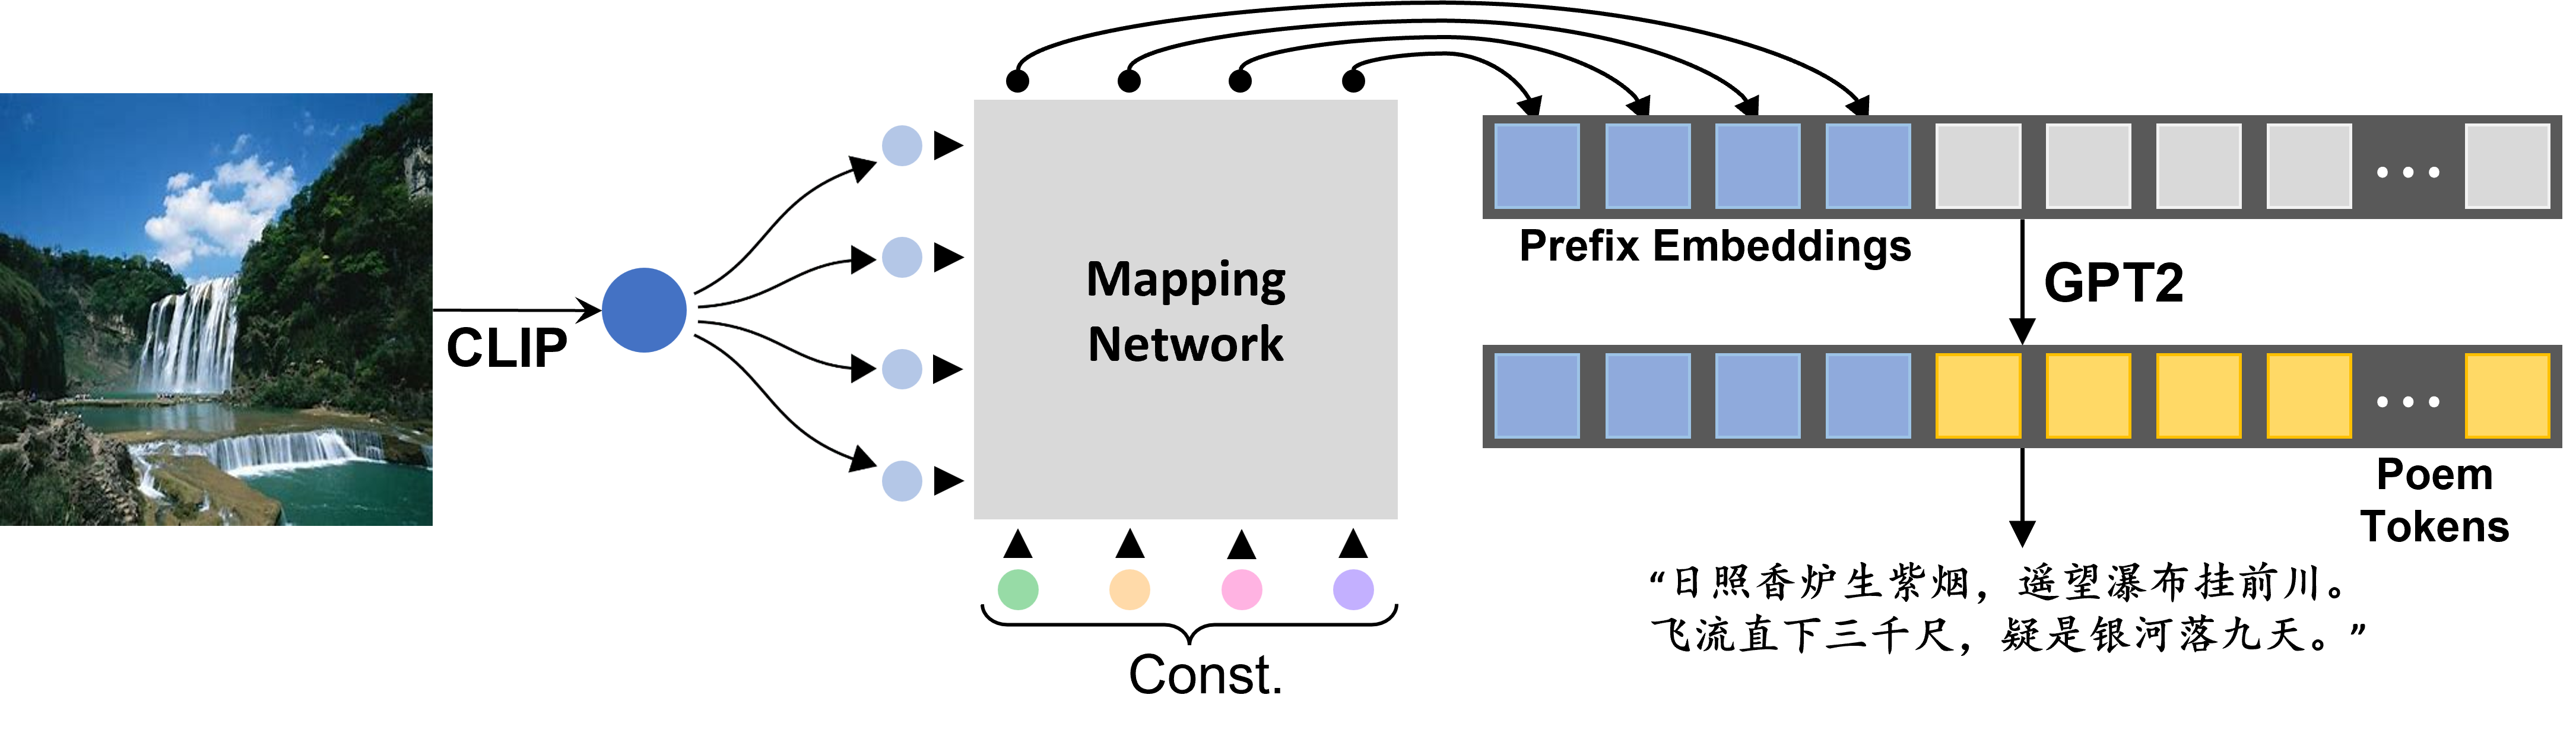 CLIP
Mapping
Network
Const.
Prefix Embeddings
GPT2
Poem
Tokens
“日照香炉生紫烟，遥望瀑布挂前川。
飞流直下三千尺，疑是银河落九天。”